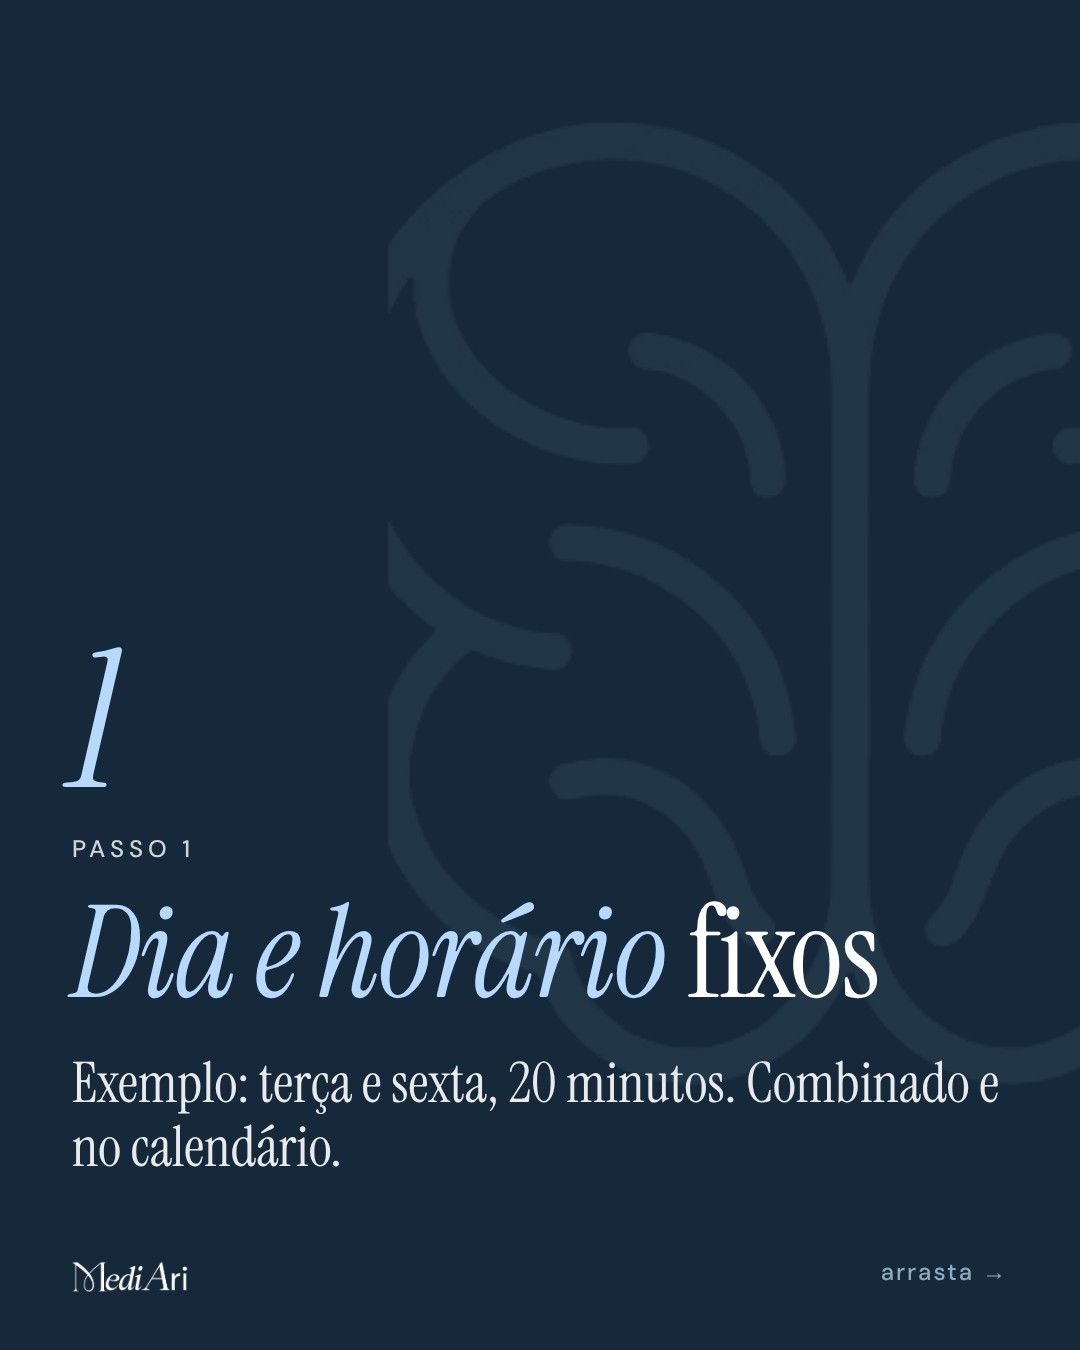 1
PASSO 1
Dia e horário fixos
Exemplo: terça e sexta, 20 minutos. Combinado e
no calendário.
MediAri
arrasta →